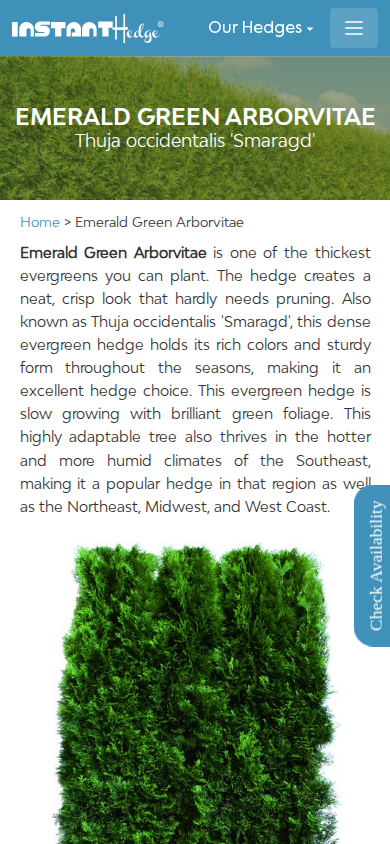 INSTANT Hedge®
Our Hedges
EMERALD GREEN ARBORVITAE
Thuja occidentalis 'Smaragd'
Home > Emerald Green Arborvitae
Emerald Green Arborvitae is one of the thickest
evergreens you can plant. The hedge creates a
neat, crisp look that hardly needs pruning. Also
known as Thuja occidentalis 'Smaragd', this dense
evergreen hedge holds its rich colors and sturdy
form throughout the seasons, making it an
excellent hedge choice. This evergreen hedge is
slow growing with brilliant green foliage. This
highly adaptable tree also thrives in the hotter
and more humid climates of the Southeast,
making it a popular hedge in that region as well
as the Northeast, Midwest, and West Coast.
Check Availability